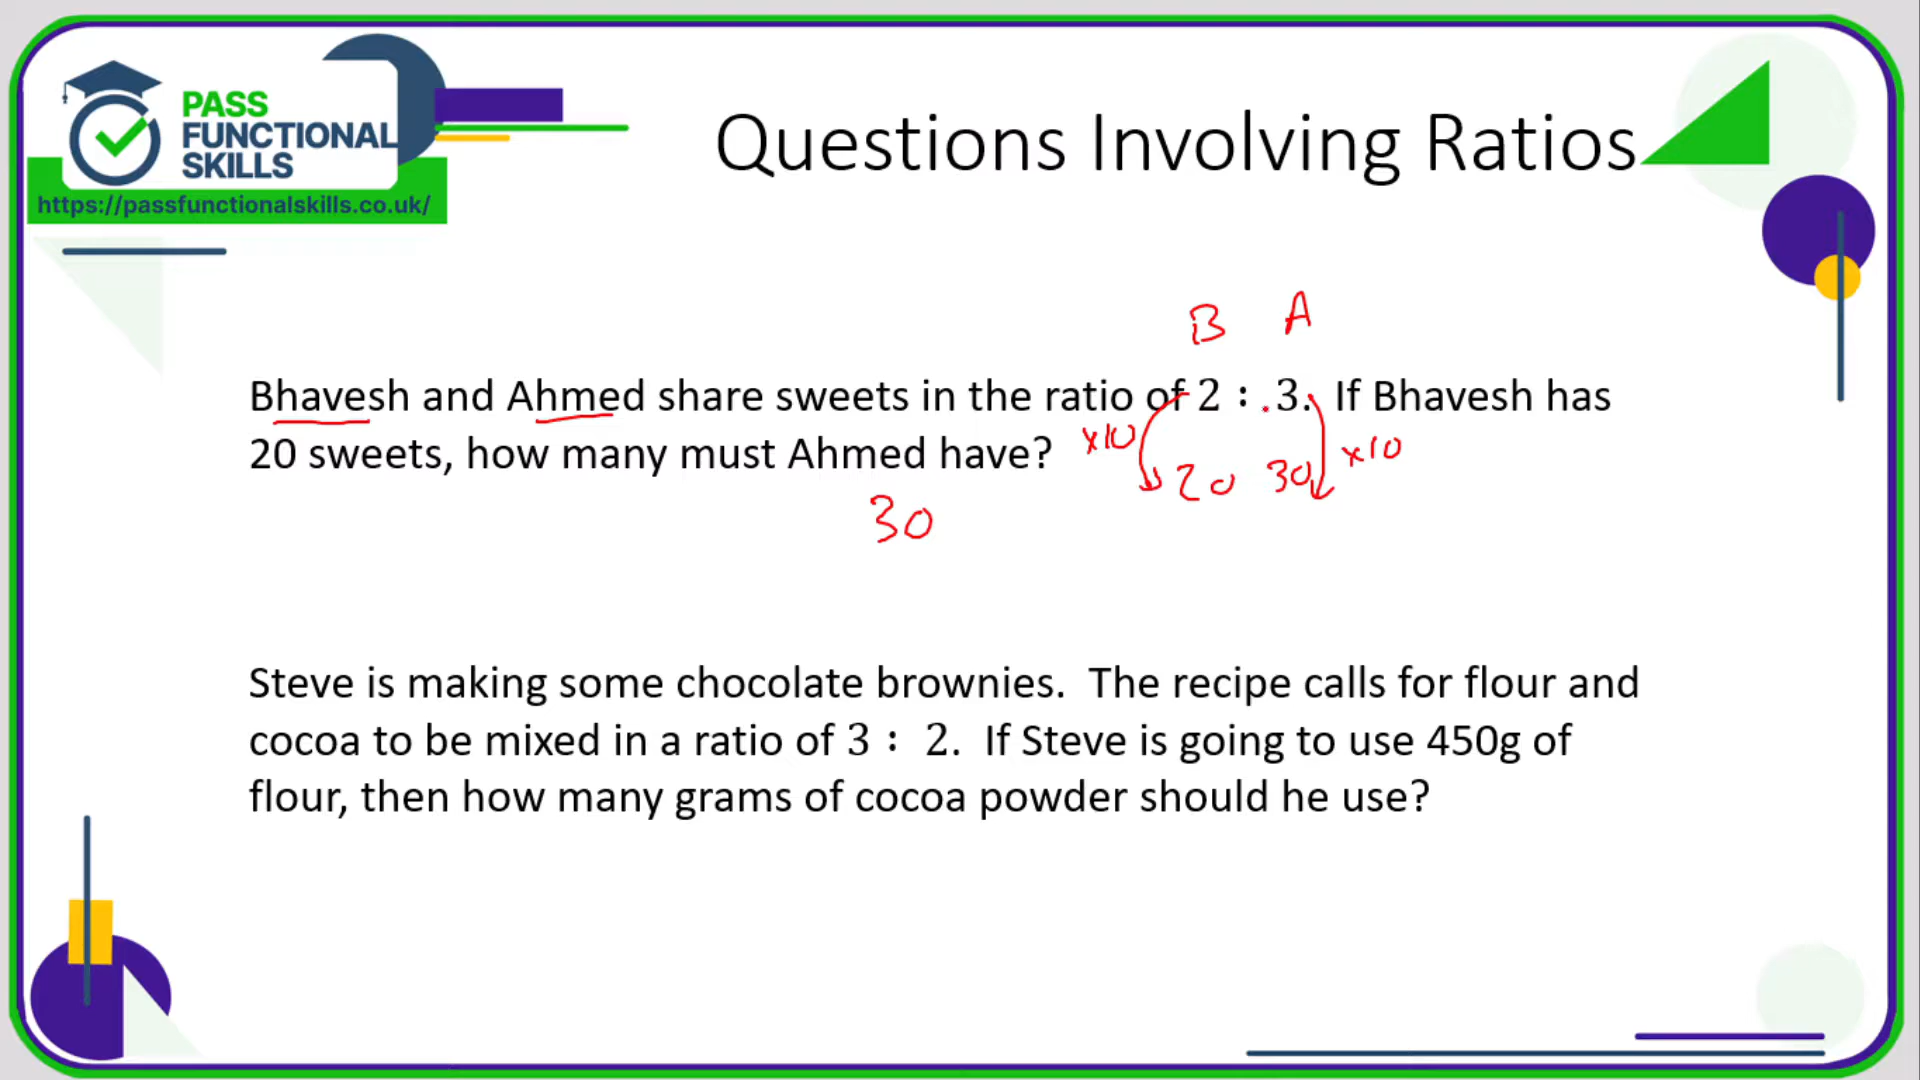 PASS
FUNCTIONAL
SKILLS
https://passfunctionalskills.co.uk/
Questions Involving Ratios
B A
Bhavesh and Ahmed share sweets in the ratio of 2 : 3. If Bhavesh has
20 sweets, how many must Ahmed have?
x10 20 30 x10
30
Steve is making some chocolate brownies. The recipe calls for flour and
cocoa to be mixed in a ratio of 3 : 2. If Steve is going to use 450g of
flour, then how many grams of cocoa powder should he use?